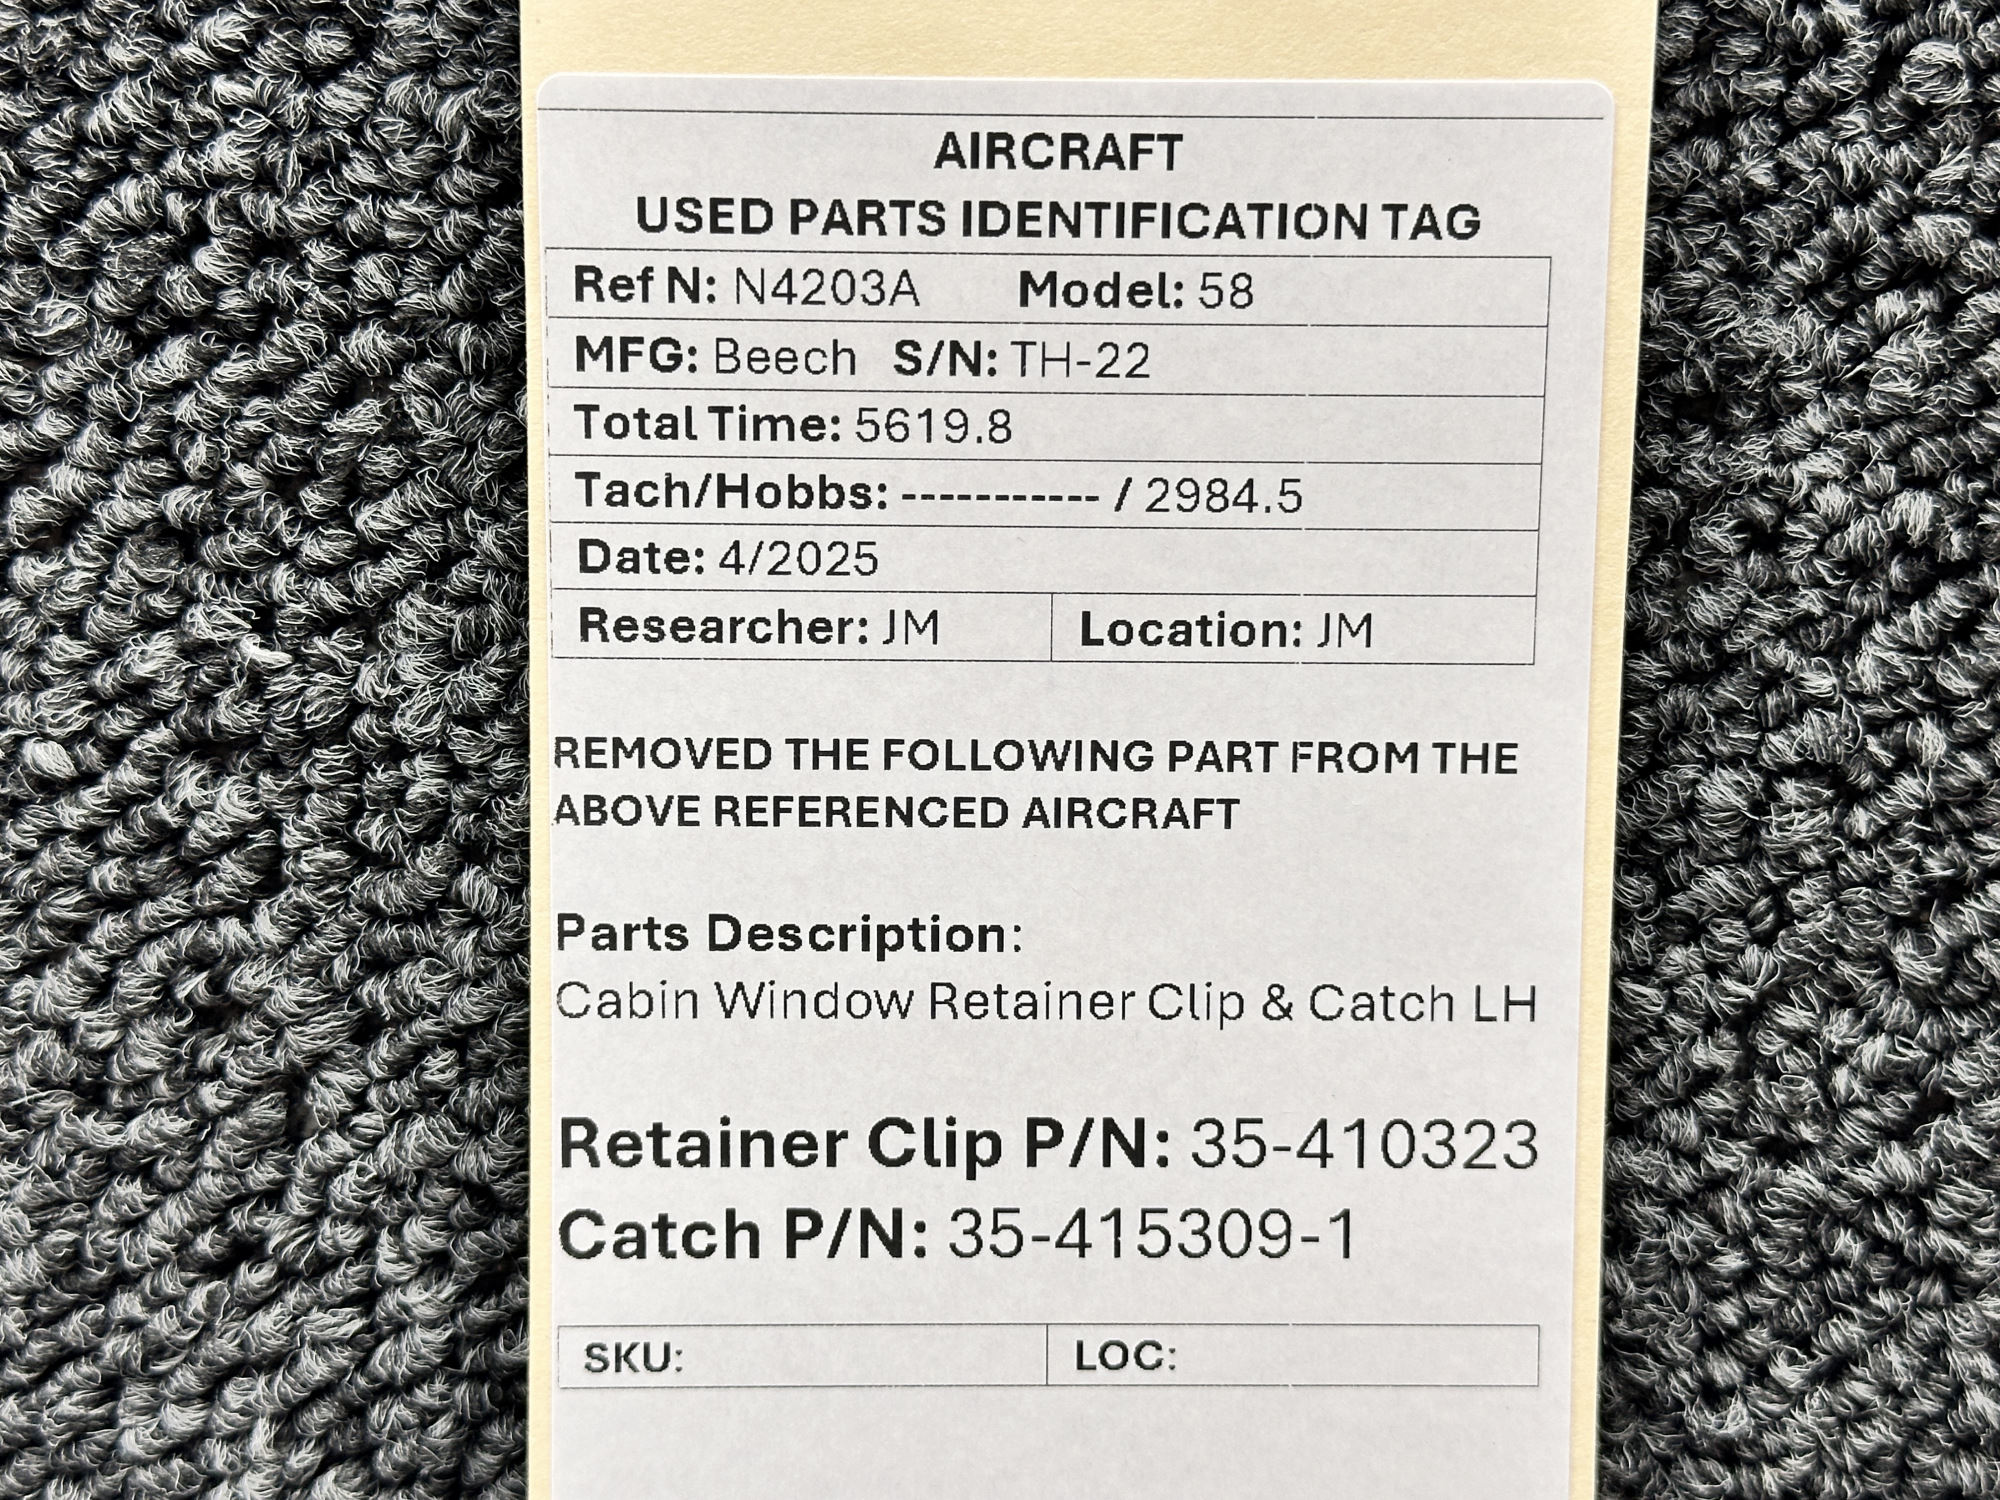 AIRCRAFT
USED PARTS IDENTIFICATION TAG
Ref N: N4203A Model: 58
MFG: Beech S/N: TH-22
Total Time: 5619.8
Tach/Hobbs: ----------- / 2984.5
Date: 4/2025
Researcher: JM Location: JM
REMOVED THE FOLLOWING PART FROM THE
ABOVE REFERENCED AIRCRAFT
Parts Description:
Cabin Window Retainer Clip & Catch LH
Retainer Clip P/N: 35-410323
Catch P/N: 35-415309-1
SKU: LOC: